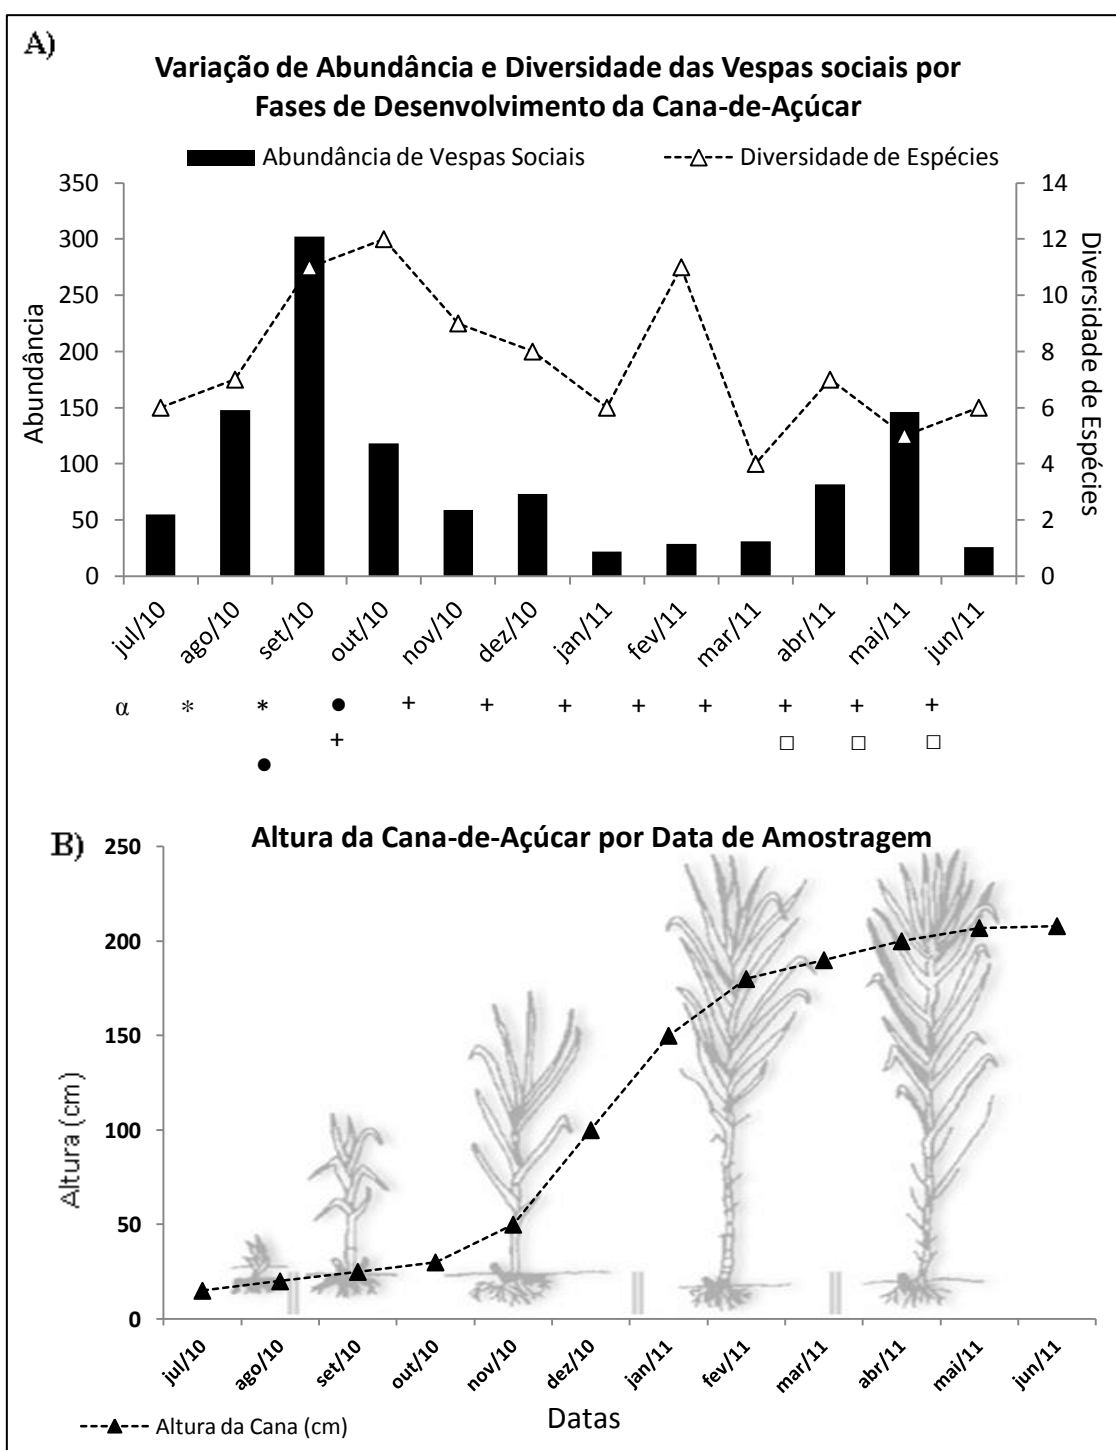 A)
Variação de Abundância e Diversidade das Vespas sociais por
Fases de Desenvolvimento da Cana-de-Açúcar
Abundância de Vespas Sociais
Diversidade de Espécies
350
300
250
200
150
100
50
0
Abundância
14
12
10
8
6
4
2
0
Diversidade de Espécies
jul/10 ago/10 set/10 out/10 nov/10 dez/10 jan/11 fev/11 mar/11 abr/11 mai/11 jun/11
α * * ● + + + + + + + +
+ □ □ □
●
B)
Altura da Cana-de-Açúcar por Data de Amostragem
250
200
150
100
50
0
Altura (cm)
jul/10 ago/10 set/10 out/10 nov/10 dez/10 jan/11 fev/11 mar/11 abr/11 mai/11 jun/11
Datas
Altura da Cana (cm)